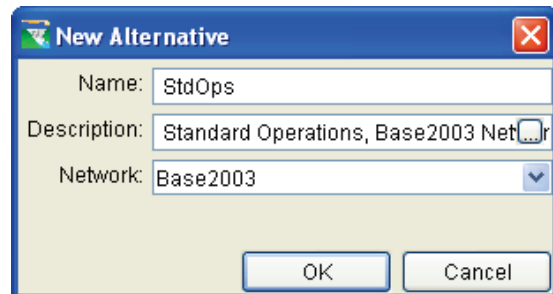 New Alternative
Name: StdOps
Description: Standard Operations, Base2003 Net ... r
Network: Base2003
OK Cancel